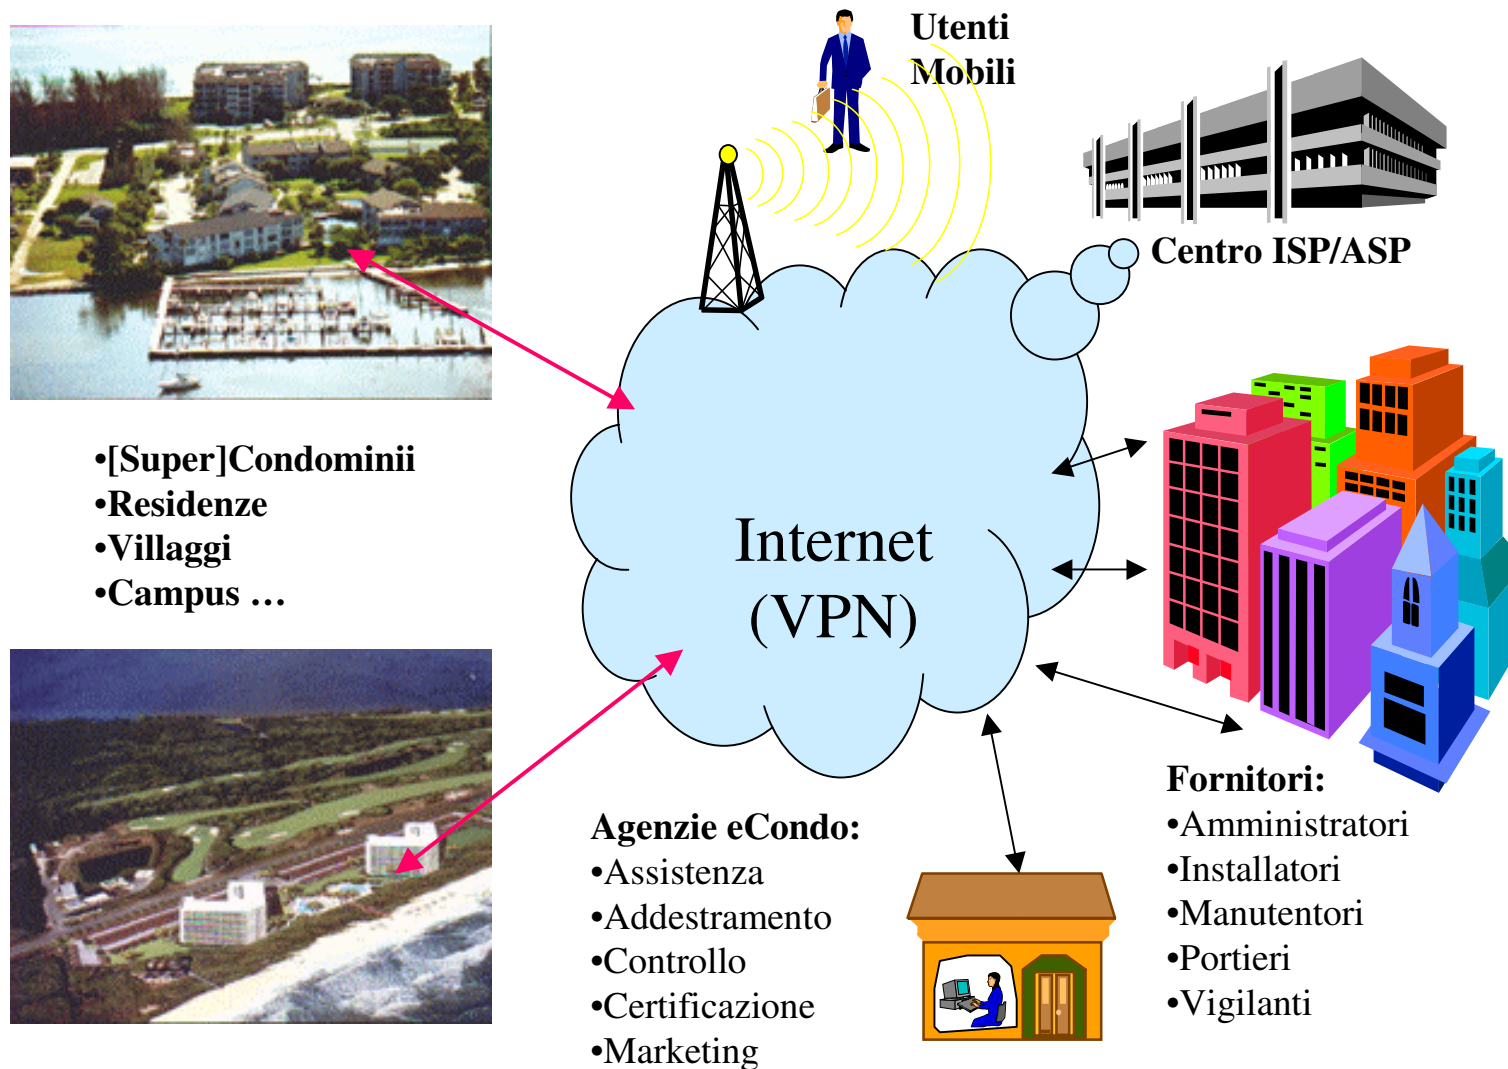 Utenti
Mobili
Centro ISP/ASP
•[Super]Condominii
•Residenze
•Villaggi
•Campus …
Internet
(VPN)
Agenzie eCondo:
•Assistenza
•Addestramento
•Controllo
•Certificazione
•Marketing
Fornitori:
•Amministratori
•Installatori
•Manutentori
•Portieri
•Vigilanti